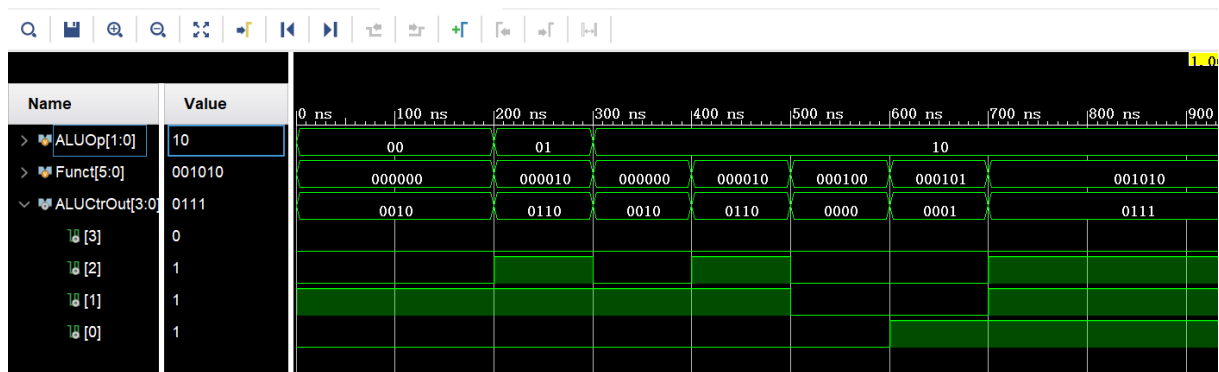 1.0
Name Value
0 ns 100 ns 200 ns 300 ns 400 ns 500 ns 600 ns 700 ns 800 ns 900
ALUOp[1:0] 10 00 01 10
Funct[5:0] 001010 000000 000010 000000 000010 000100 000101 001010
ALUCtrOut[3:0] 0111 0010 0110 0010 0110 0000 0001 0111
[3] 0
[2] 1
[1] 1
[0] 1